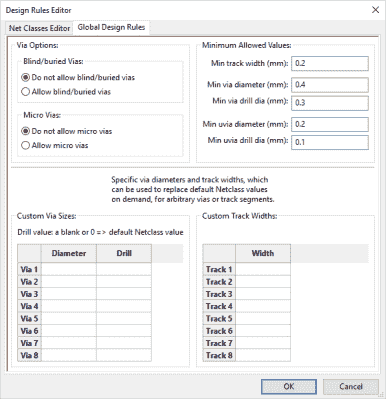 Design Rules Editor
Net Classes Editor Global Design Rules
Via Options:
Blind/buried Vias:
Do not allow blind/buried vias
Allow blind/buried vias
Micro Vias:
Do not allow micro vias
Allow micro vias
Minimum Allowed Values:
Min track width (mm): 0.2
Min via diameter (mm): 0.4
Min via drill dia (mm): 0.3
Min uvia diameter (mm): 0.2
Min uvia drill dia (mm): 0.1
Specific via diameters and track widths, which
can be used to replace default Netclass values
on demand, for arbitrary vias or track segments.
Custom Via Sizes:
Drill value: a blank or 0 => default Netclass value
Diameter Drill
Via 1
Via 2
Via 3
Via 4
Via 5
Via 6
Via 7
Via 8
Custom Track Widths:
Width
Track 1
Track 2
Track 3
Track 4
Track 5
Track 6
Track 7
Track 8
OK Cancel